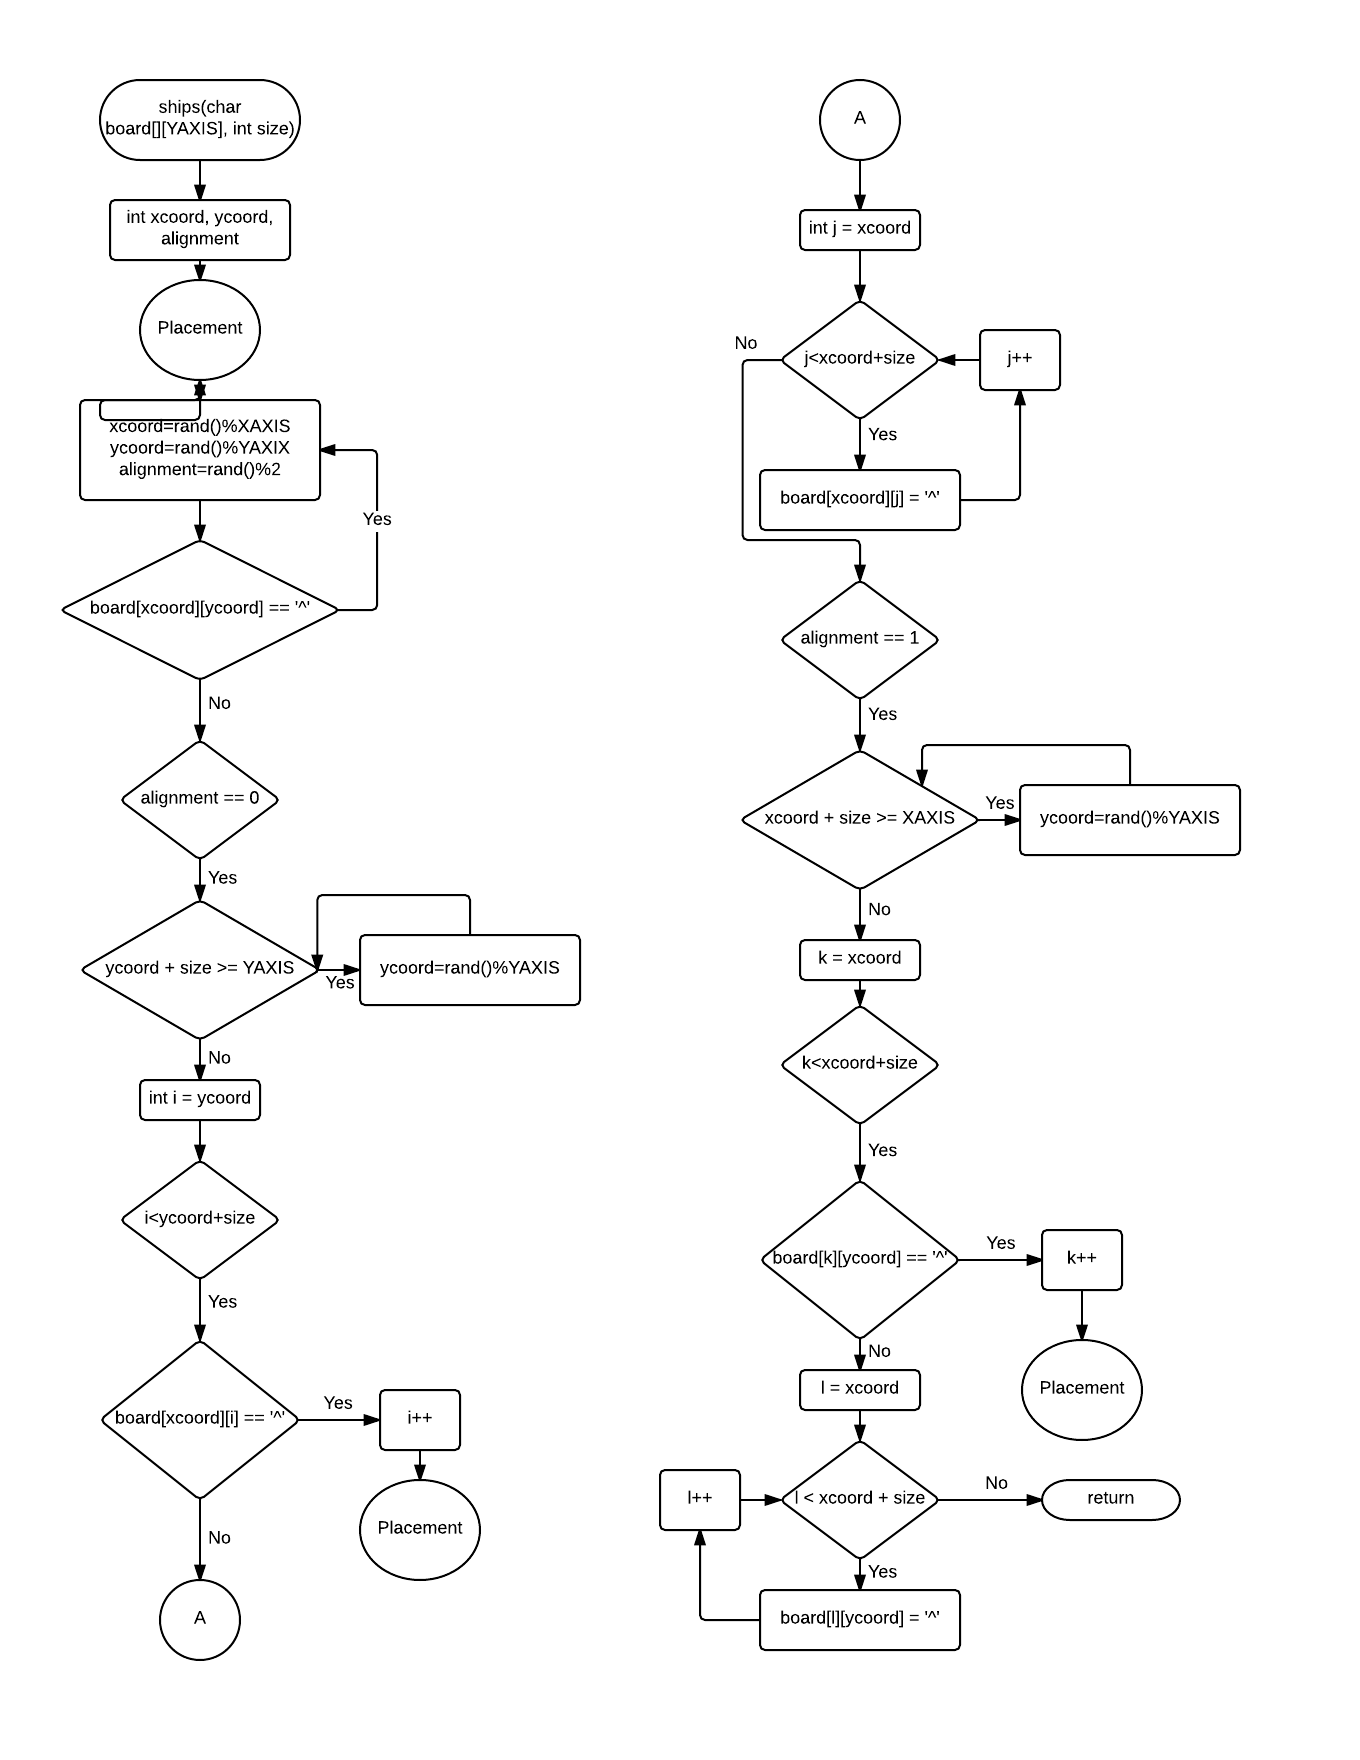 ships(char
board[][YAXIS], int size)
int xcoord, ycoord,
alignment
Placement
xcoord=rand()%XAXIS
ycoord=rand()%YAXIX
alignment=rand()%2
Yes
board[xcoord][ycoord] == '^'
No
alignment == 0
Yes
ycoord + size >= YAXIS
Yes
ycoord=rand()%YAXIS
No
int i = ycoord
i<ycoord+size
Yes
board[xcoord][i] == '^'
Yes
i++
Placement
No
A
A
int j = xcoord
No
j<xcoord+size
j++
Yes
board[xcoord][j] = '^'
alignment == 1
Yes
xcoord + size >= XAXIS
Yes
ycoord=rand()%YAXIS
No
k = xcoord
k<xcoord+size
Yes
board[k][ycoord] == '^'
Yes
k++
Placement
No
l = xcoord
l++
l < xcoord + size
No
return
Yes
board[l][ycoord] = '^'